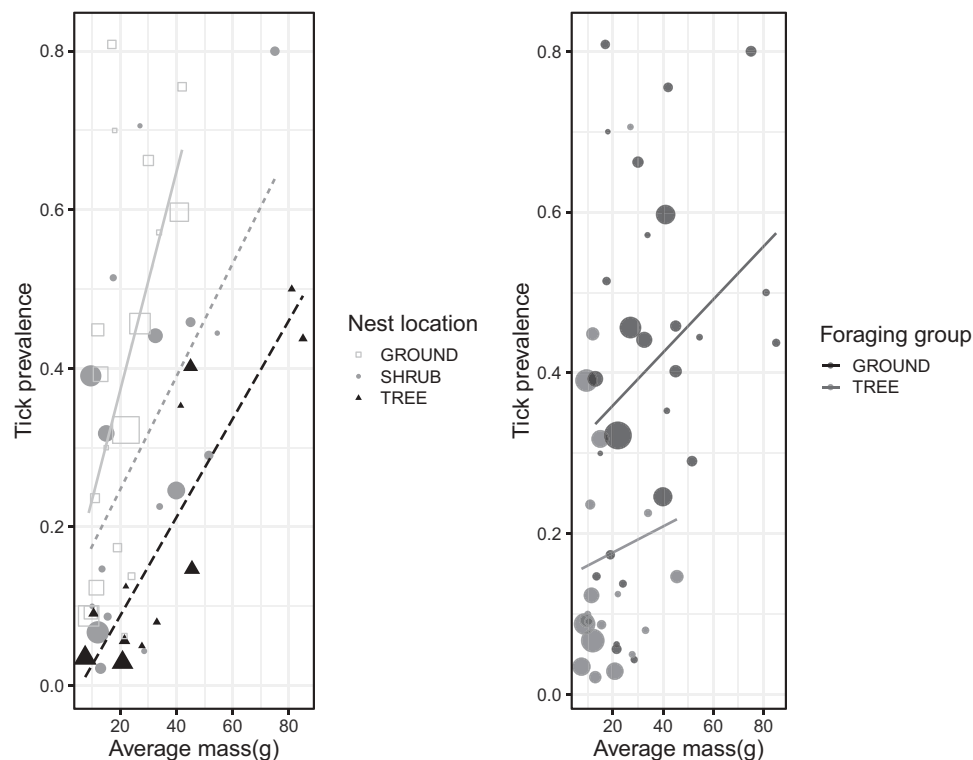 0.8
0.6
0.4
0.2
0.0
Tick prevalence
20 40 60 80
Average mass(g)
Nest location
GROUND
SHRUB
TREE
0.8
0.6
0.4
0.2
0.0
Tick prevalence
20 40 60 80
Average mass(g)
Foraging group
GROUND
TREE